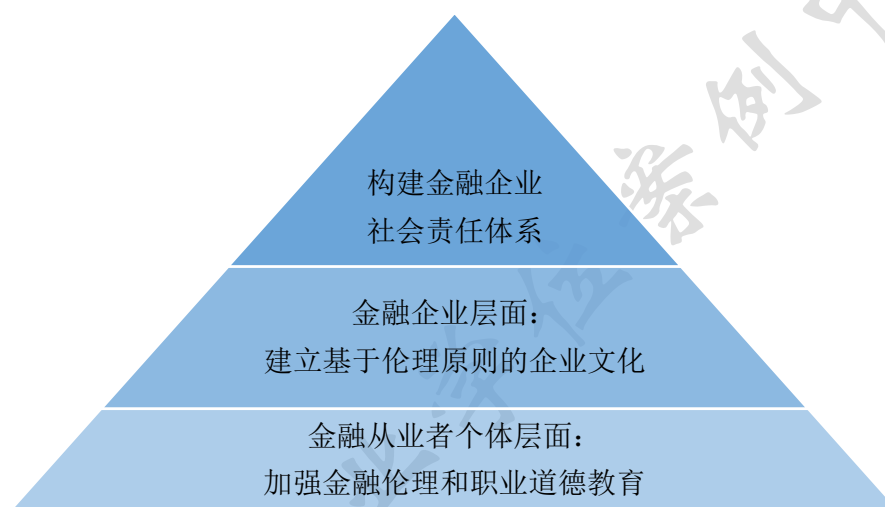 构建金融企业
社会责任体系
金融企业层面：
建立基于伦理原则的企业文化
金融从业者个体层面：
加强金融伦理和职业道德教育